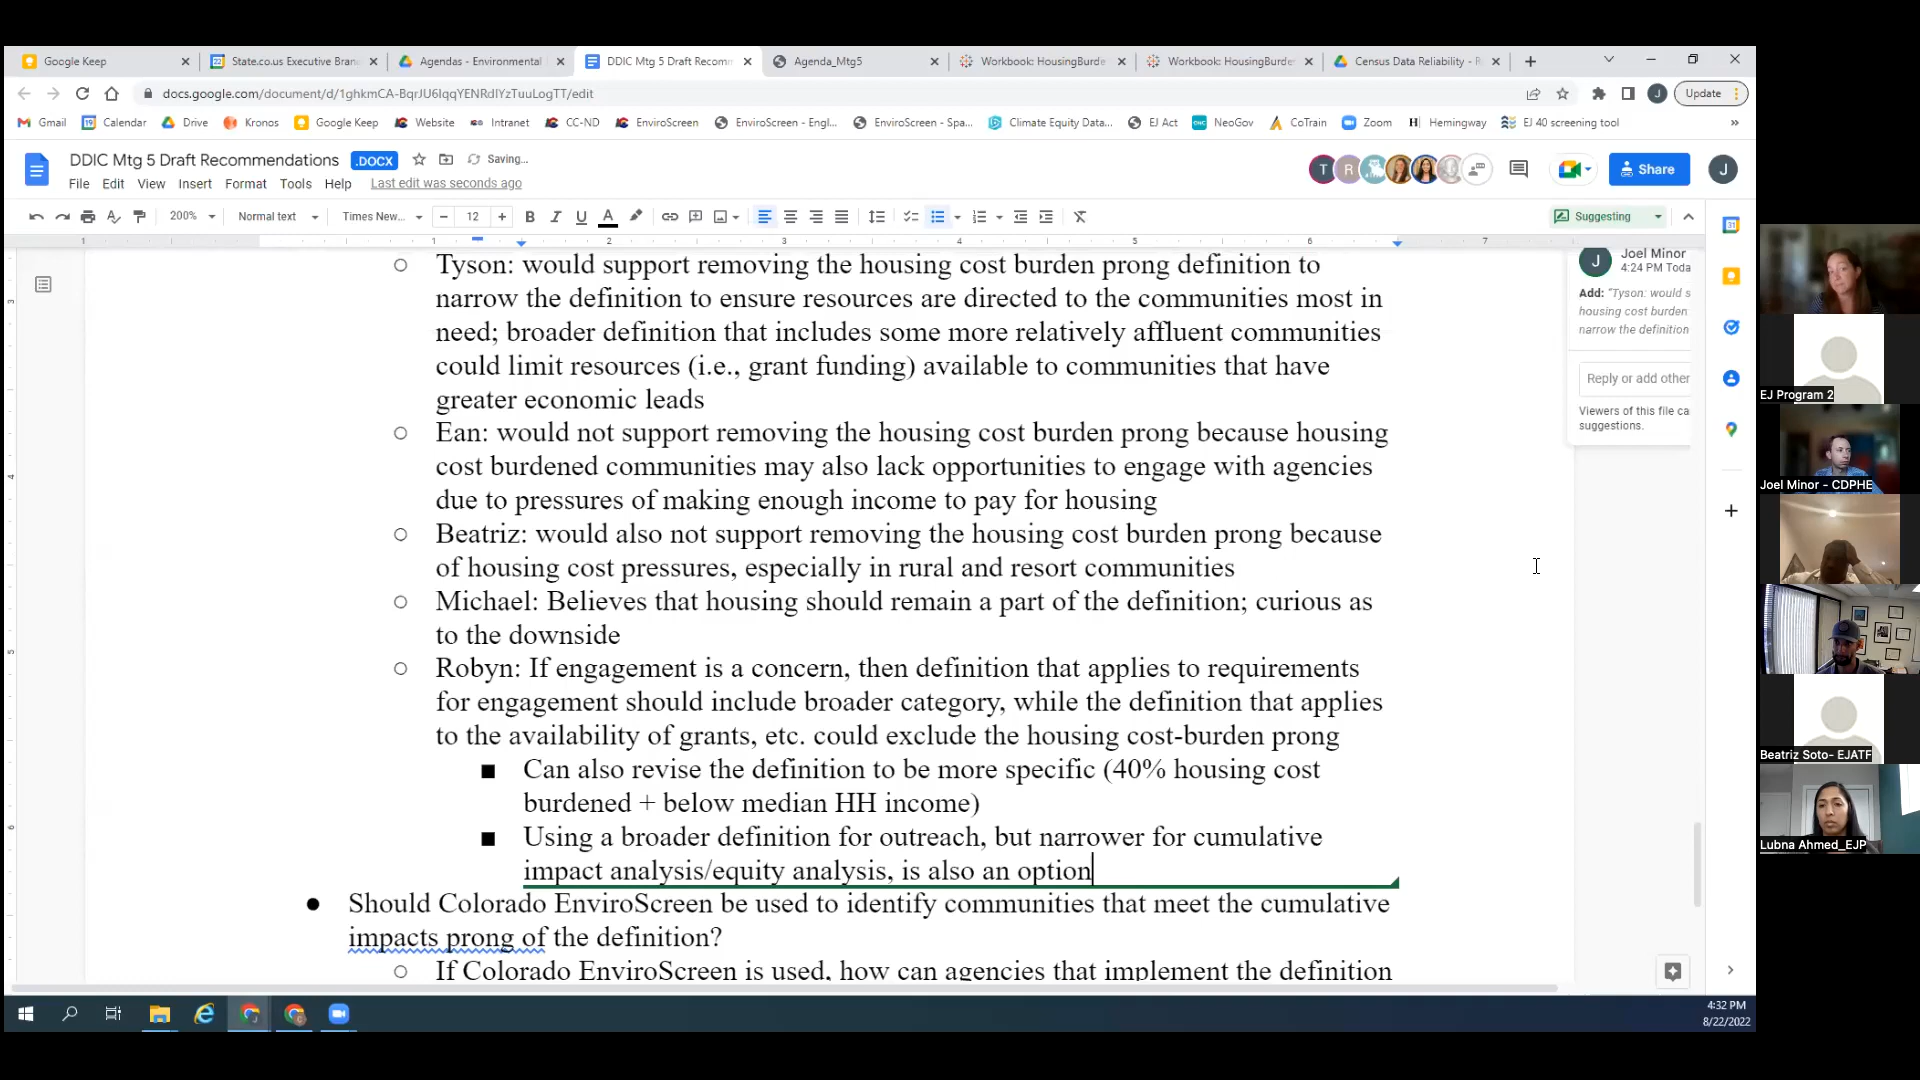 Google Keep
State.co.us Executive Bran
Agendas - Environmental
DDIC Mtg 5 Draft Recomm
Agenda_Mtg5
Workbook: HousingBurde
Workbook: HousingBurde
Census Data Reliability - R
docs.google.com/document/d/1ghkmCA-BqrJU6lqqYENRdlYzTuuLogTT/edit
J
Update
Gmail
Calendar
Drive
Kronos
Google Keep
Website
Intranet
CC-ND
EnviroScreen
EnviroScreen - Engl...
EnviroScreen - Spa...
Climate Equity Data...
EJ Act
NeoGov
CoTrain
Zoom
Hemingway
EJ 40 screening tool
DDIC Mtg 5 Draft Recommendations .DOCX Saving...
T R
Share
J
File Edit View Insert Format Tools Help Last edit was seconds ago
200% Normal text Times New... 12 B I U A Suggesting
1 1 2 3 4 5 6 7
Tyson: would support removing the housing cost burden prong definition to
narrow the definition to ensure resources are directed to the communities most in
need; broader definition that includes some more relatively affluent communities
could limit resources (i.e., grant funding) available to communities that have
greater economic leads
Ean: would not support removing the housing cost burden prong because housing
cost burdened communities may also lack opportunities to engage with agencies
due to pressures of making enough income to pay for housing
Beatriz: would also not support removing the housing cost burden prong because
of housing cost pressures, especially in rural and resort communities
Michael: Believes that housing should remain a part of the definition; curious as
to the downside
Robyn: If engagement is a concern, then definition that applies to requirements
for engagement should include broader category, while the definition that applies
to the availability of grants, etc. could exclude the housing cost-burden prong
Can also revise the definition to be more specific (40% housing cost
burdened + below median HH income)
Using a broader definition for outreach, but narrower for cumulative
impact analysis/equity analysis, is also an option
Should Colorado EnviroScreen be used to identify communities that meet the cumulative
impacts prong of the definition?
If Colorado EnviroScreen is used, how can agencies that implement the definition
J
Joel Minor
4:24 PM Toda
Add: "Tyson: would s
housing cost burden
narrow the definition
Reply or add other
Viewers of this file ca
suggestions.
EJ Program 2
Joel Minor - CDPHE
Beatriz Soto- EJATF
Lubna Ahmed_EJP
4:32 PM
8/22/2022